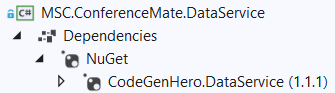 MSC.ConferenceMate.DataService
Dependencies
NuGet
CodeGenHero.DataService (1.1.1)